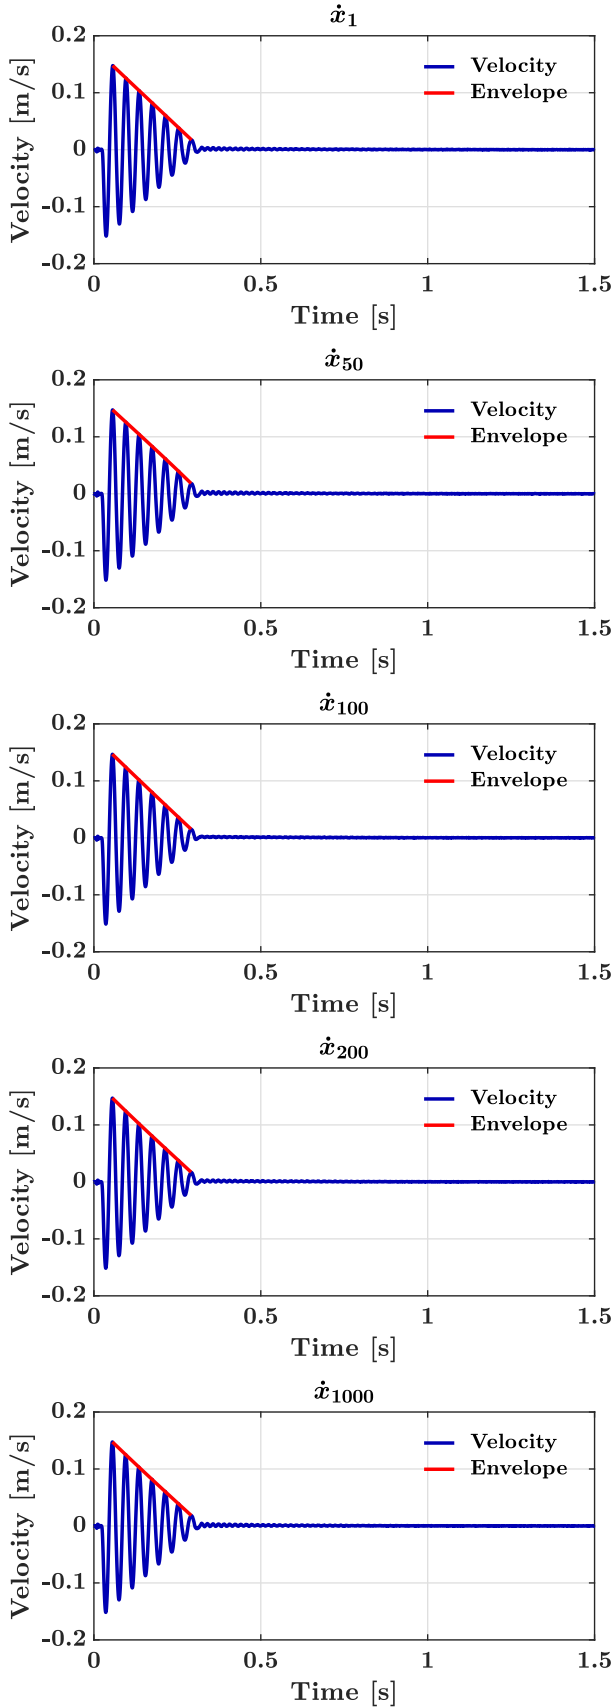 ẋ₁
0.2
0.1
0
-0.1
-0.2
Velocity [m/s]
Velocity
Envelope
0 0.5 1 1.5
Time [s]
ẋ₅₀
0.2
0.1
0
-0.1
-0.2
Velocity [m/s]
Velocity
Envelope
0 0.5 1 1.5
Time [s]
ẋ₁₀₀
0.2
0.1
0
-0.1
-0.2
Velocity [m/s]
Velocity
Envelope
0 0.5 1 1.5
Time [s]
ẋ₂₀₀
0.2
0.1
0
-0.1
-0.2
Velocity [m/s]
Velocity
Envelope
0 0.5 1 1.5
Time [s]
ẋ₁₀₀₀
0.2
0.1
0
-0.1
-0.2
Velocity [m/s]
Velocity
Envelope
0 0.5 1 1.5
Time [s]